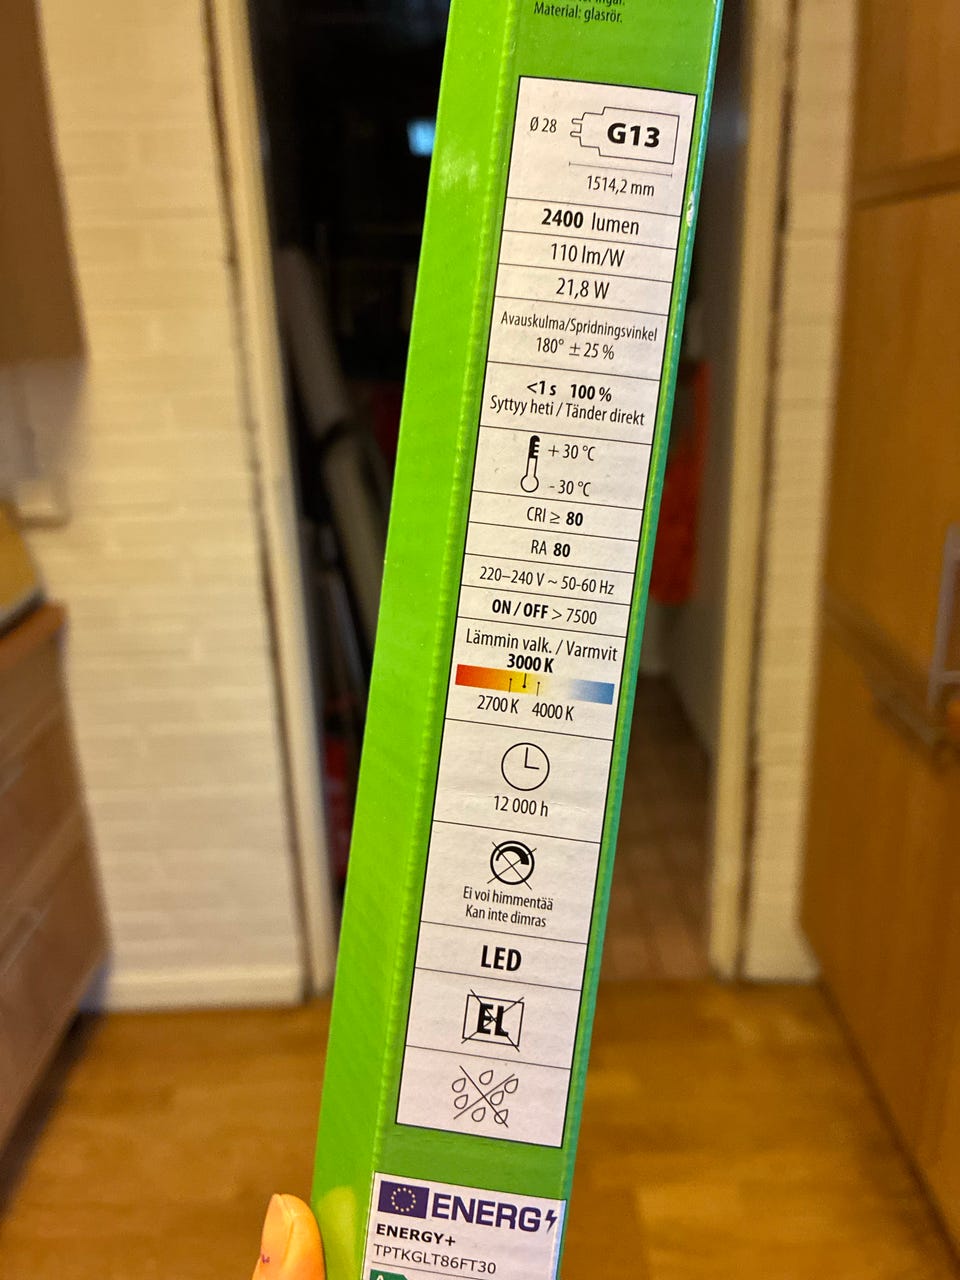 Material: glasrör.
Ø 28
G13
1514,2 mm
2400 lumen
110 lm/W
21,8 W
Avauskulma/Spridningsvinkel
180° ± 25 %
<1 s 100 %
Syttyy heti / Tänder direkt
+ 30 °C
- 30 °C
CRI ≥ 80
RA 80
220–240 V ~ 50-60 Hz
ON / OFF > 7500
Lämmin valk. / Varmvit
3000 K
2700 K 4000 K
12 000 h
Ei voi himmentää
Kan inte dimras
LED
EL
ENERG
ENERGY+
TPTKGLT86FT30
A